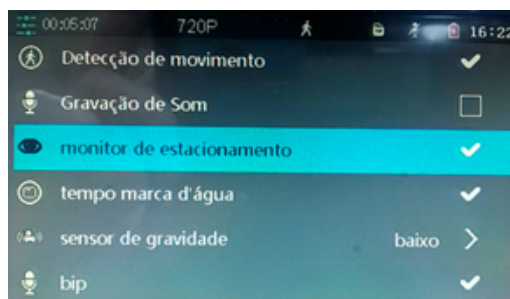 00:05:07 720P 16:22
Detecção de movimento
Gravação de Som
monitor de estacionamento
tempo marca d'água
sensor de gravidade baixo
bip